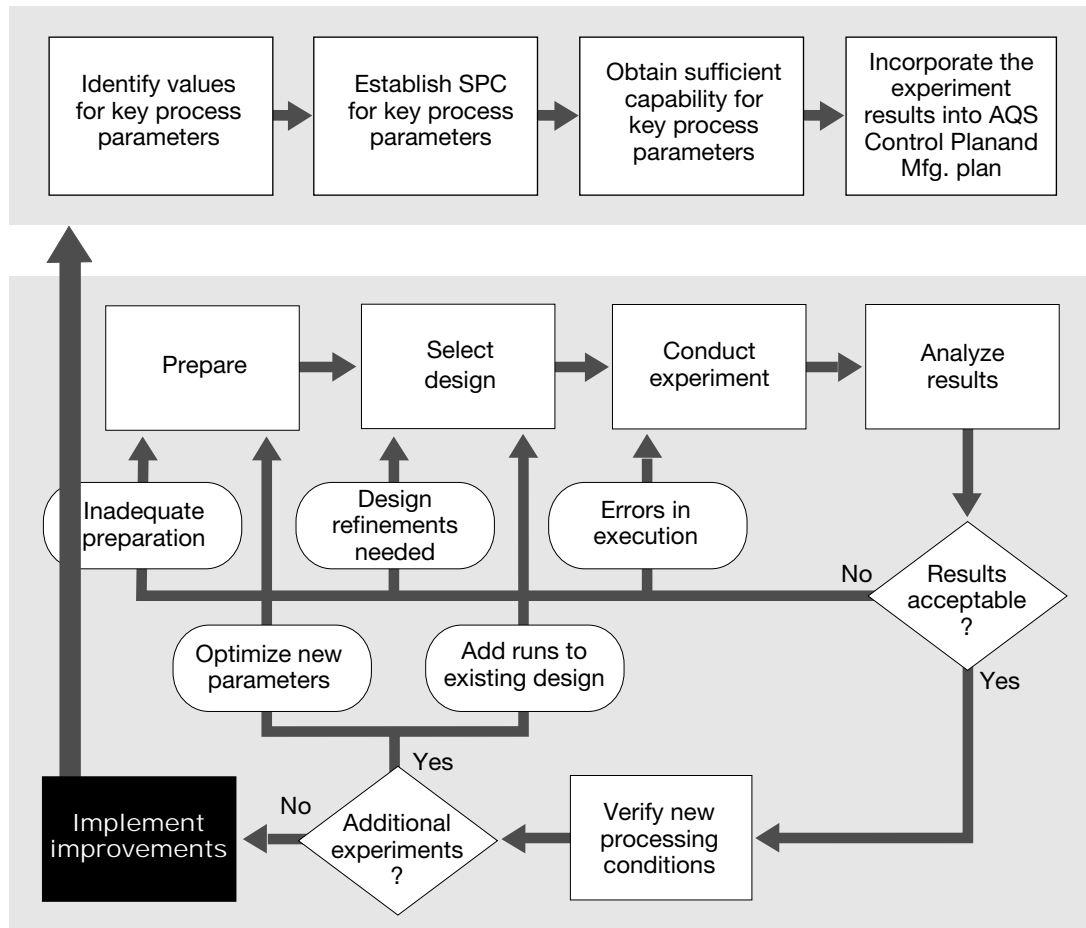 Identify values
for key process
parameters
Establish SPC
for key process
parameters
Obtain sufficient
capability for
key process
parameters
Incorporate the
experiment
results into AQS
Control Planand
Mfg. plan
Prepare
Select
design
Conduct
experiment
Analyze
results
Inadequate
preparation
Design
refinements
needed
Errors in
execution
No
Results
acceptable
?
Optimize new
parameters
Add runs to
existing design
Yes
Yes
Implement
improvements
No
Additional
experiments
?
Verify new
processing
conditions